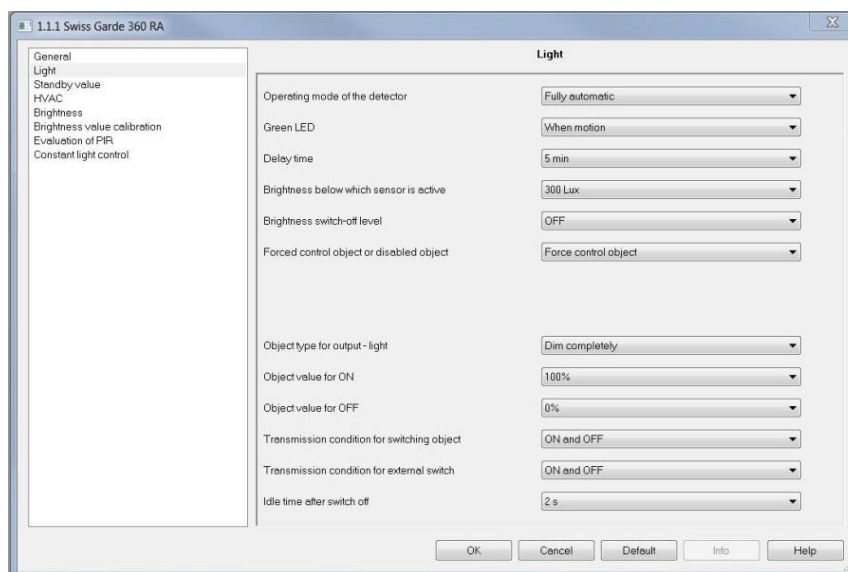 1.1.1 Swiss Garde 360 RA
General
Light
Standby value
HVAC
Brightness
Brightness value calibration
Evaluation of PIR
Constant light control
Light
Operating mode of the detector Fully automatic
Green LED When motion
Delay time 5 min
Brightness below which sensor is active 300 Lux
Brightness switch-off level OFF
Forced control object or disabled object Force control object
Object type for output - light Dim completely
Object value for ON 100%
Object value for OFF 0%
Transmission condition for switching object ON and OFF
Transmission condition for external switch ON and OFF
Idle time after switch off 2 s
OK Cancel Default Info Help